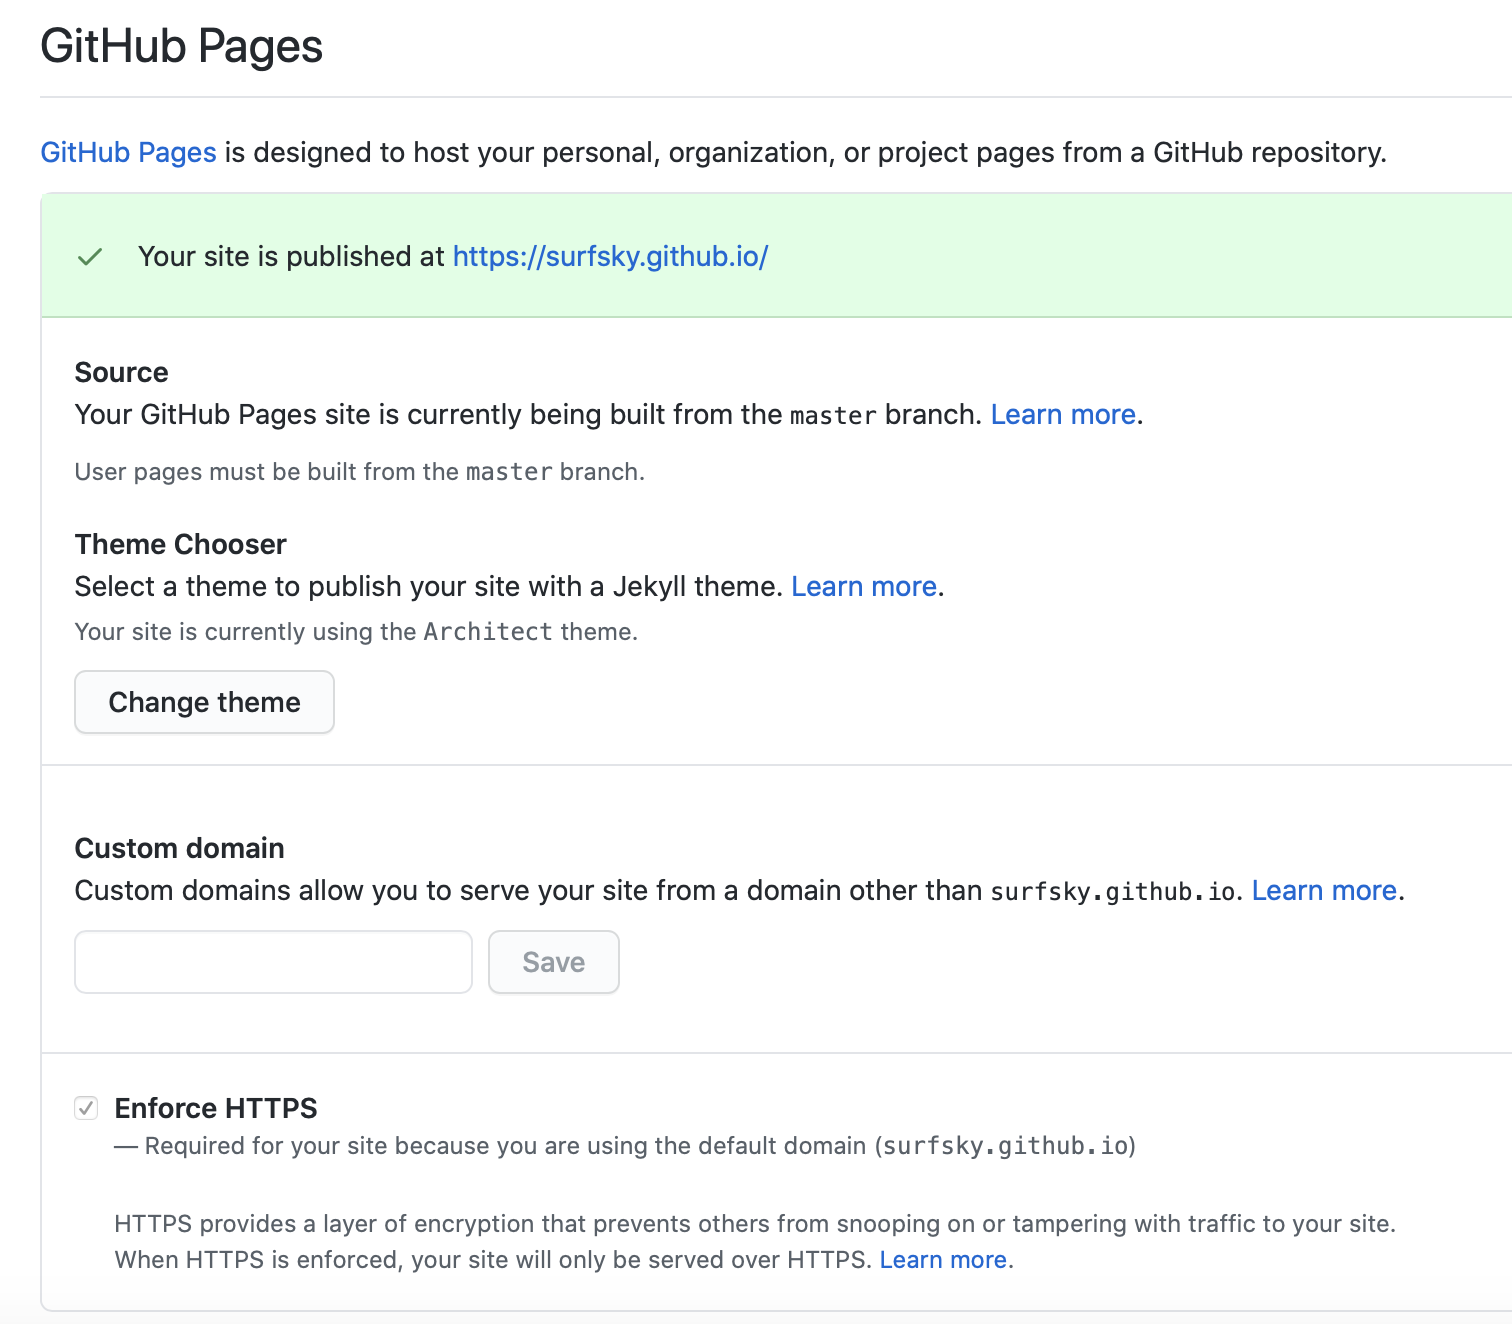 GitHub Pages
GitHub Pages is designed to host your personal, organization, or project pages from a GitHub repository.
Your site is published at https://surfsky.github.io/
Source
Your GitHub Pages site is currently being built from the master branch. Learn more.
User pages must be built from the master branch.
Theme Chooser
Select a theme to publish your site with a Jekyll theme. Learn more.
Your site is currently using the Architect theme.
Change theme
Custom domain
Custom domains allow you to serve your site from a domain other than surfsky.github.io. Learn more.
Save
Enforce HTTPS
— Required for your site because you are using the default domain (surfsky.github.io)
HTTPS provides a layer of encryption that prevents others from snooping on or tampering with traffic to your site.
When HTTPS is enforced, your site will only be served over HTTPS. Learn more.